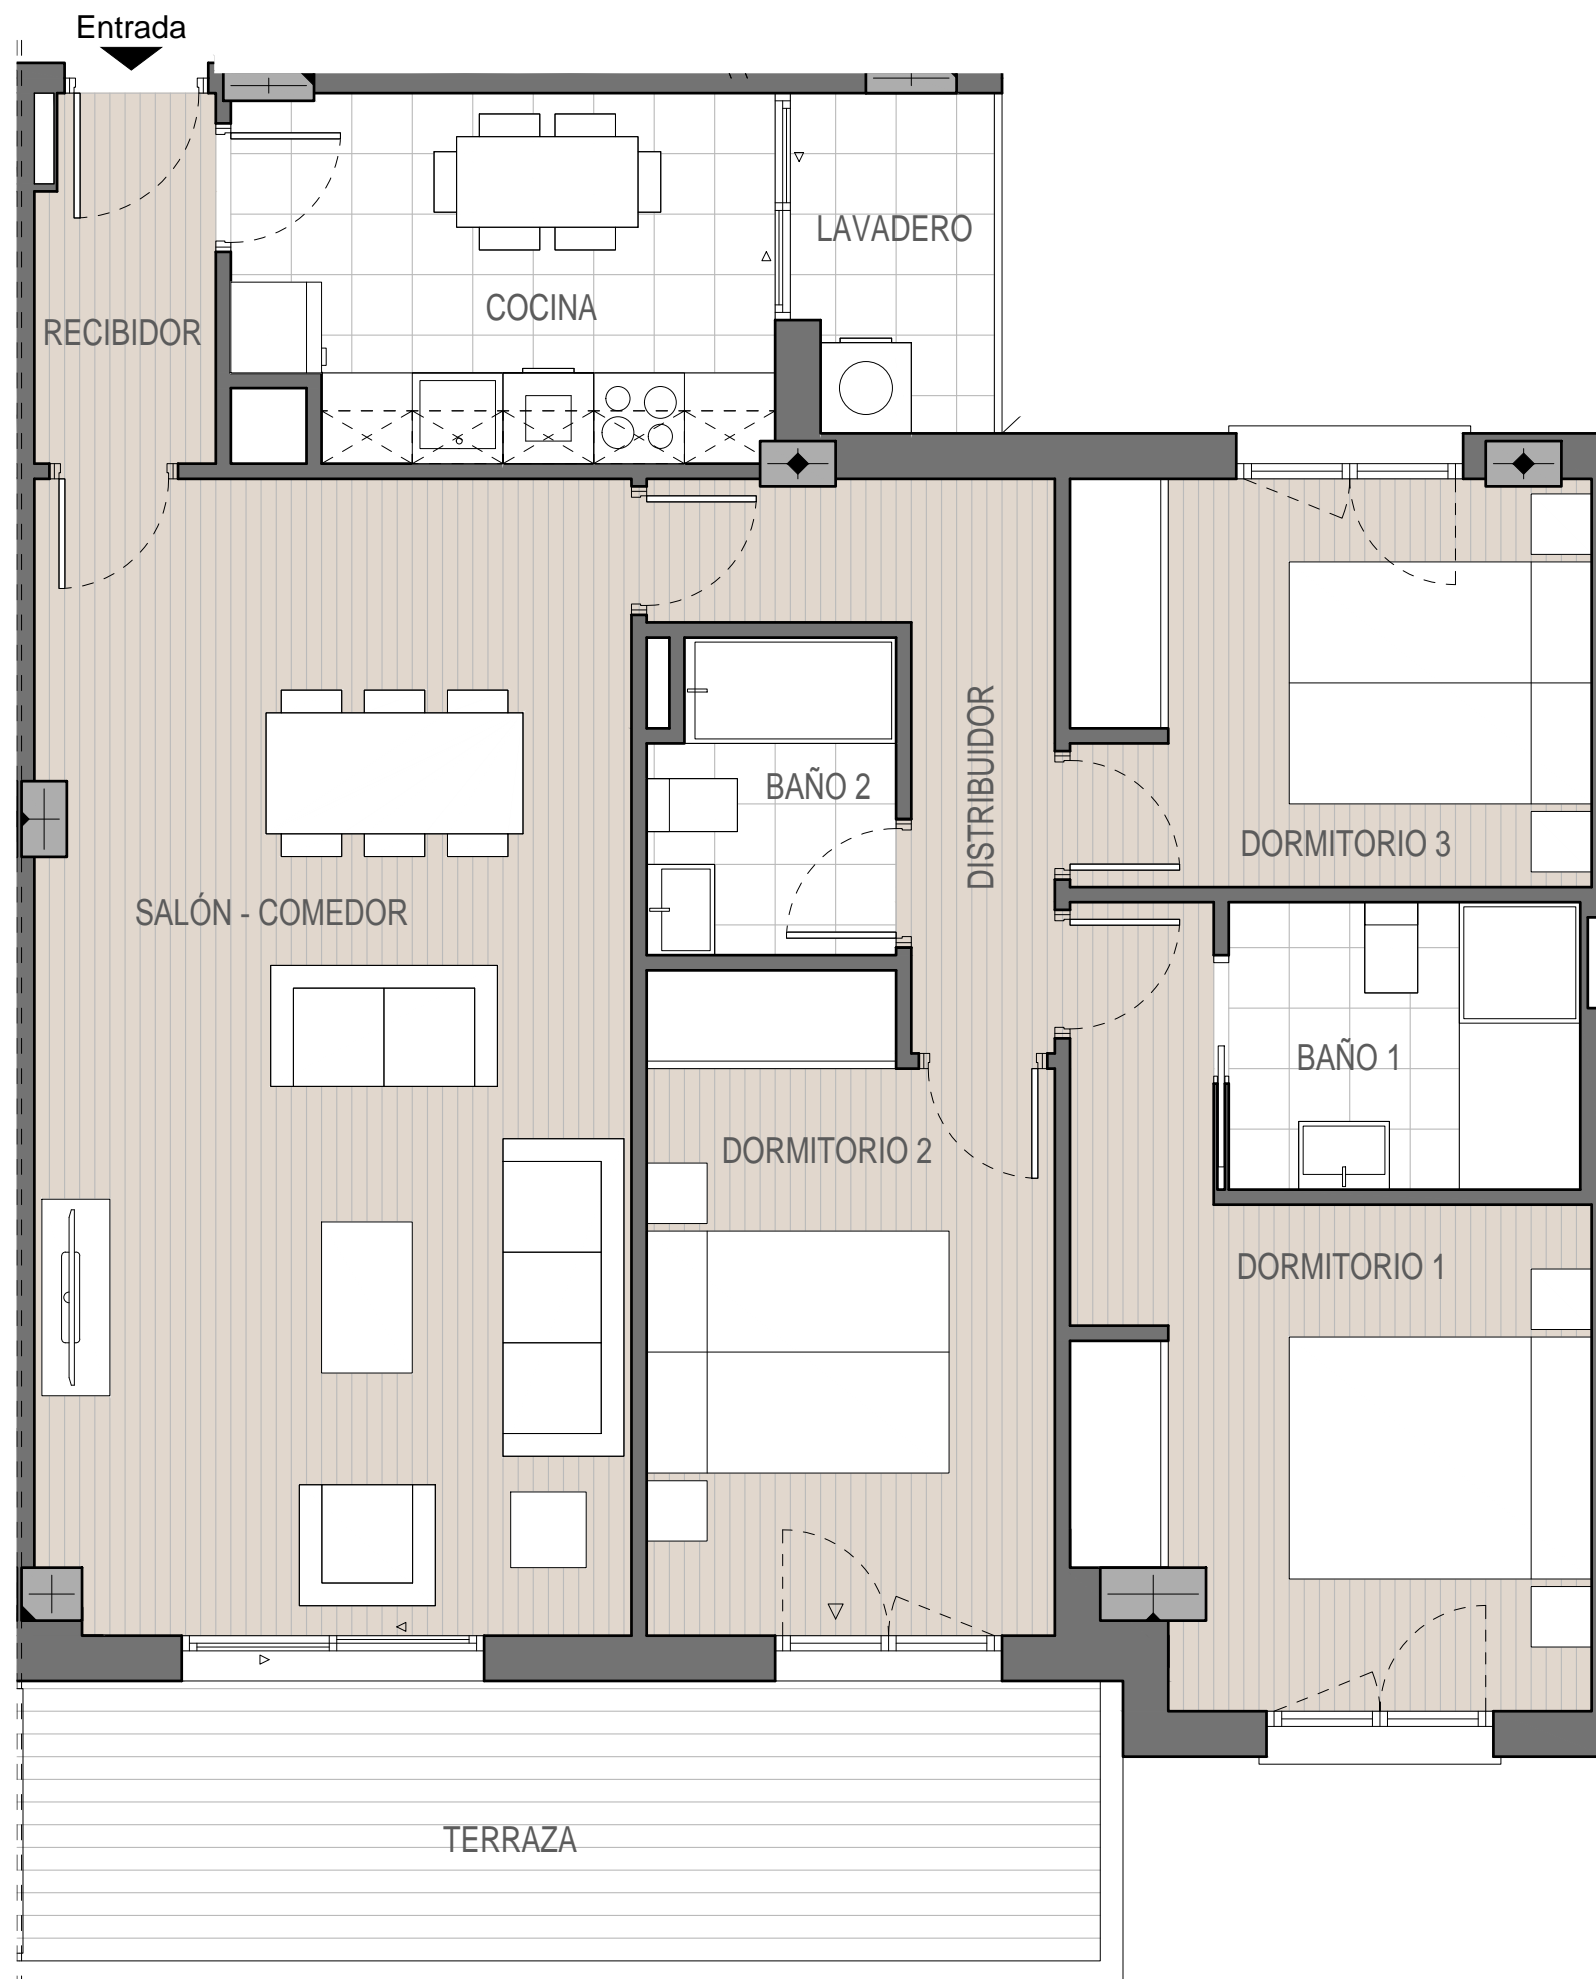 Entrada
LAVADERO
COCINA
RECIBIDOR
DISTRIBUIDOR
BAÑO 2
DORMITORIO 3
SALÓN - COMEDOR
BAÑO 1
DORMITORIO 2
DORMITORIO 1
TERRAZA